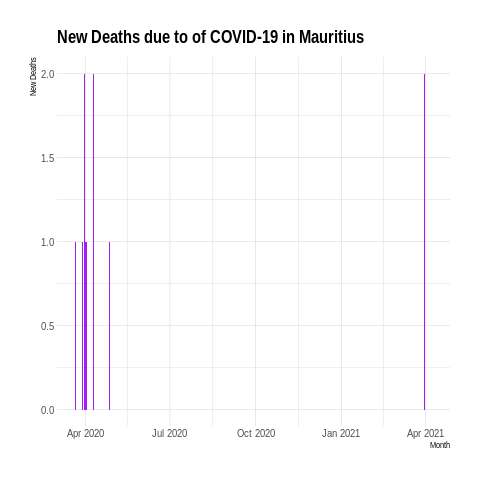 New Deaths due to of COVID-19 in Mauritius
New Deaths
2.0
1.5
1.0
0.5
0.0
Apr 2020 Jul 2020 Oct 2020 Jan 2021 Apr 2021
Month